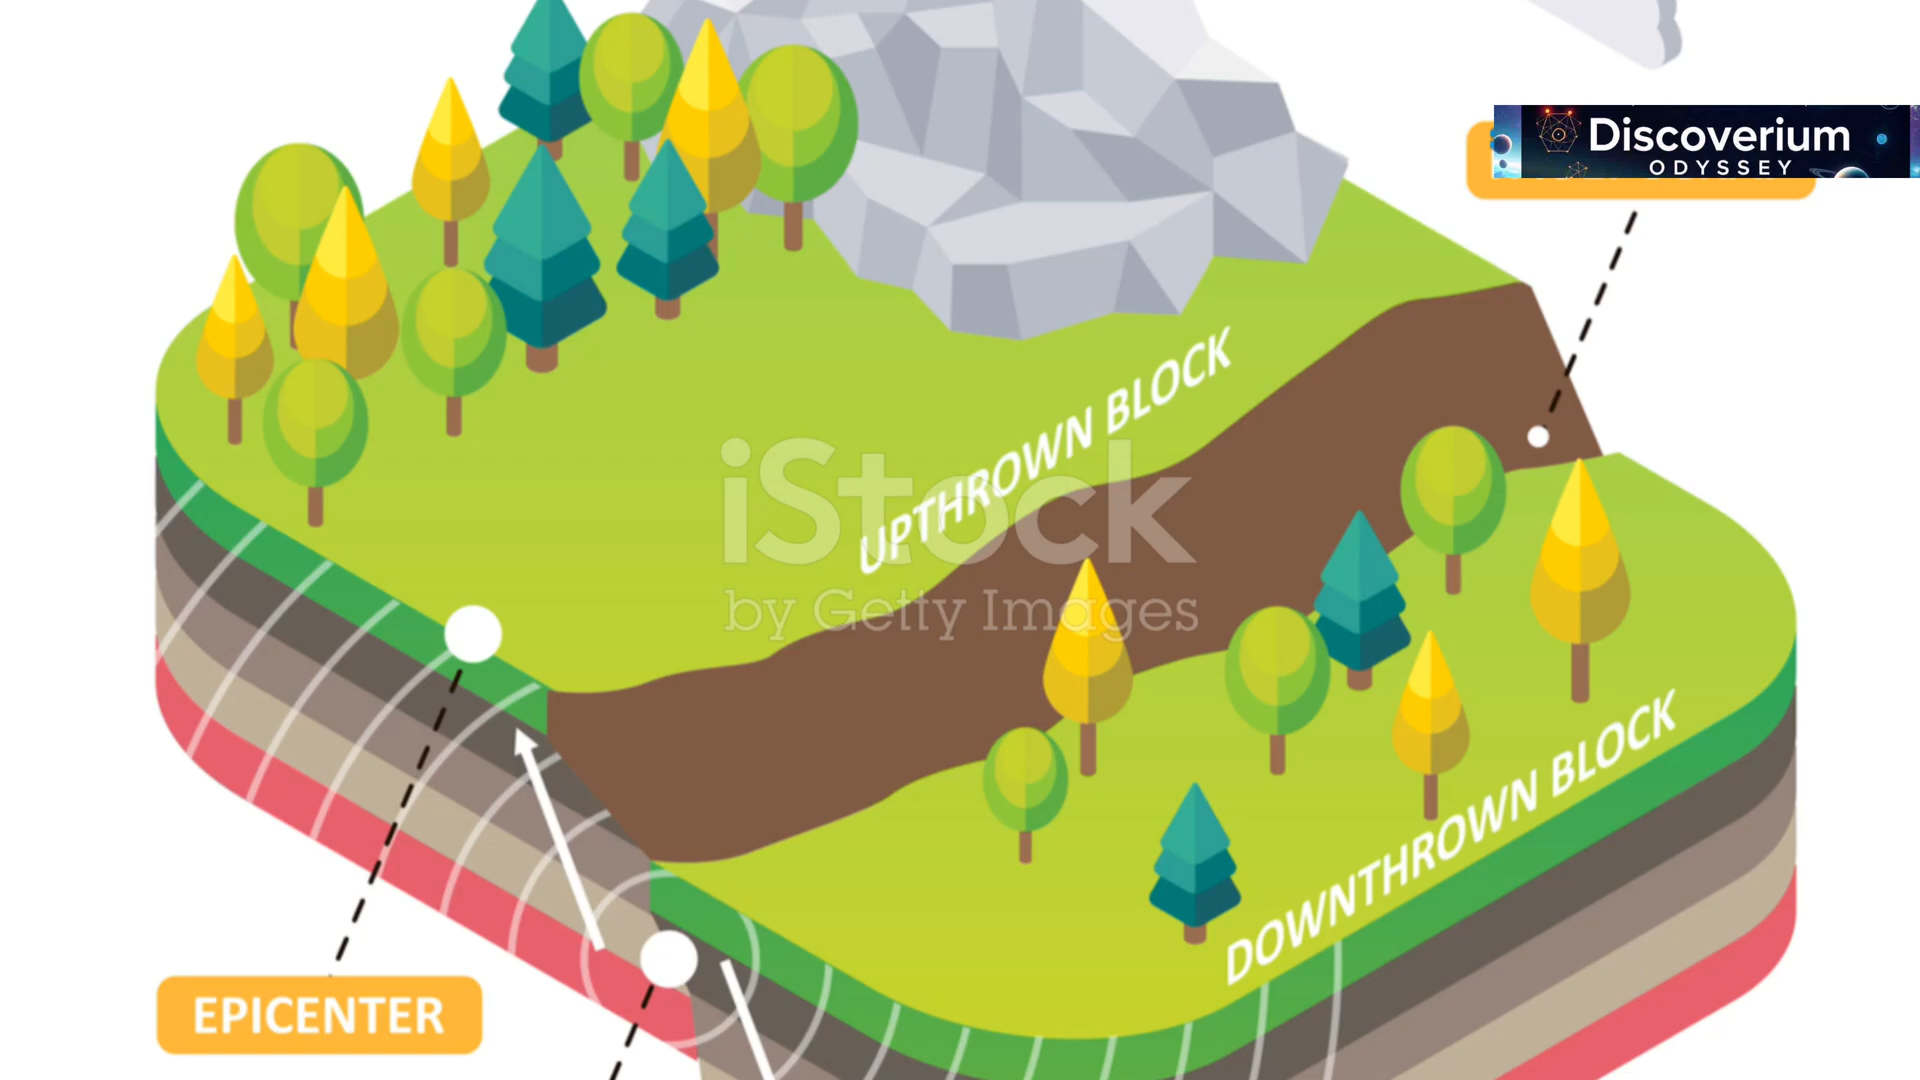 Discoverium
ODYSSEY
UPTHROWN BLOCK
iStock
by Getty Images
DOWNTHROWN BLOCK
EPICENTER